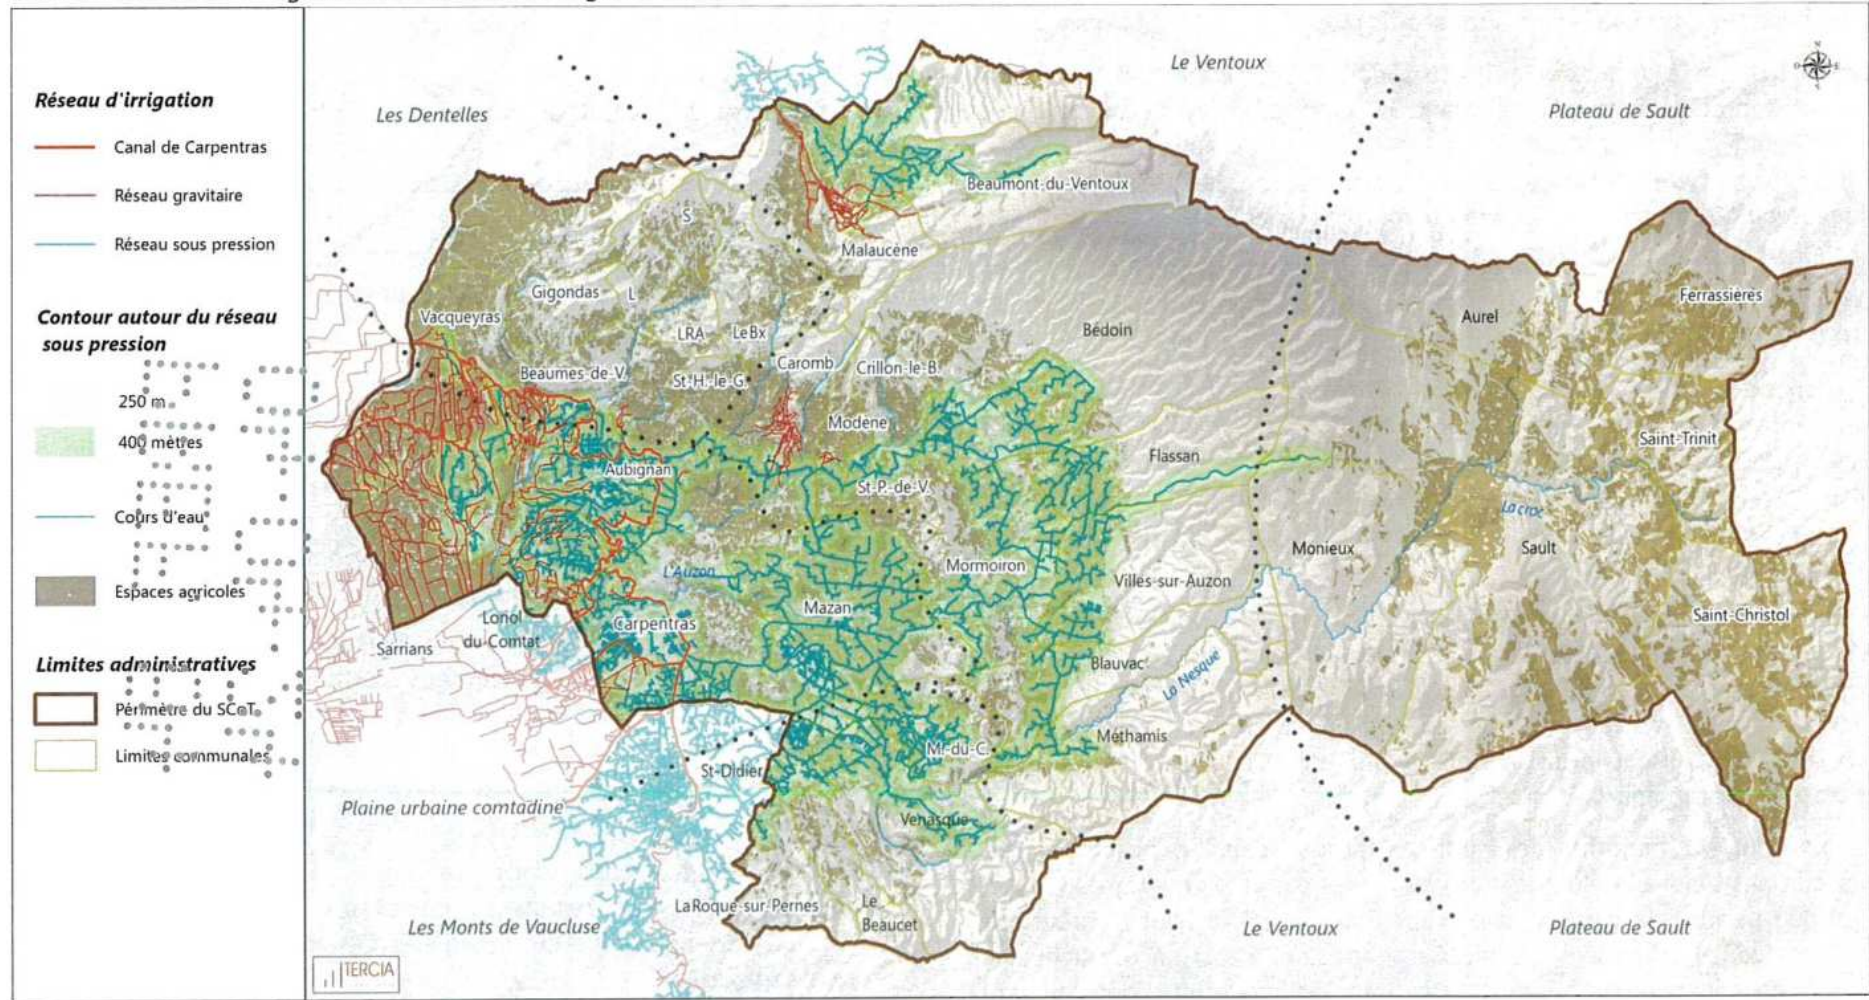 Réseau d'irrigation
Canal de Carpentras
Réseau gravitaire
Réseau sous pression
Contour autour du réseau
sous pression
250 m
400 mètres
Cours d'eau
Espaces agricoles
Limites administratives
Périmètre du SCoT
Limites communales
Le Ventoux
Les Dentelles
Plateau de Sault
Beaumont-du-Ventoux
S
Malaucène
Gigondas
L
Ferrassières
Vacqueyras
LRA
LeBx
Bédoin
Aurel
Beaumes-de-V.
St-H.-le-G.
Caromb
Crillon-le-B.
Modène
Saint-Trinit
Aubignan
Flassan
St-P.-de-V.
La croc
Monieux
Sault
L'Auzon
Mormoiron
Villes-sur-Auzon
Mazan
Saint-Christol
Loriol
du-Comtat
Carpentras
Sarrians
Blauvac
La Nesque
M.-du-C.
Méthamis
St-Didier
Plaine urbaine comtadine
Venasque
LaRoque-sur-Pernes
Le
Beaucet
Les Monts de Vaucluse
Le Ventoux
Plateau de Sault
TERCIA